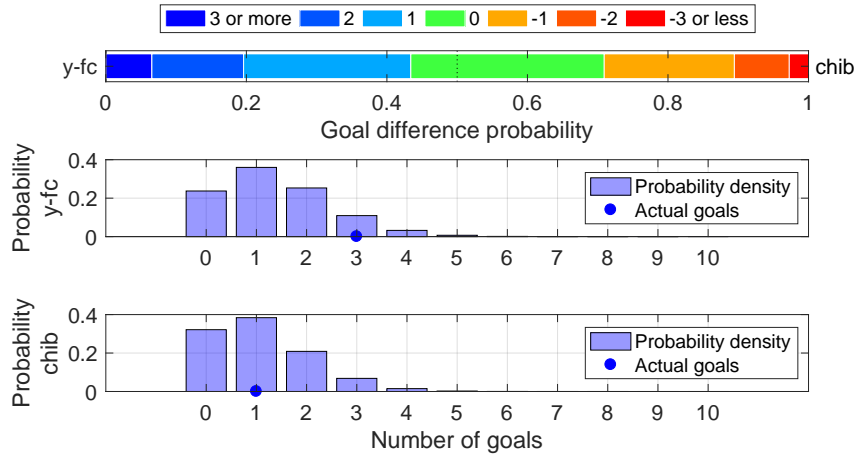 3 or more 2 1 0 -1 -2 -3 or less
y-fc chib
0 0.2 0.4 0.6 0.8 1
Goal difference probability
Probability
y-fc
0.4
0.2
0
Probability density
Actual goals
0 1 2 3 4 5 6 7 8 9 10
Probability
chib
0.4
0.2
0
Probability density
Actual goals
0 1 2 3 4 5 6 7 8 9 10
Number of goals